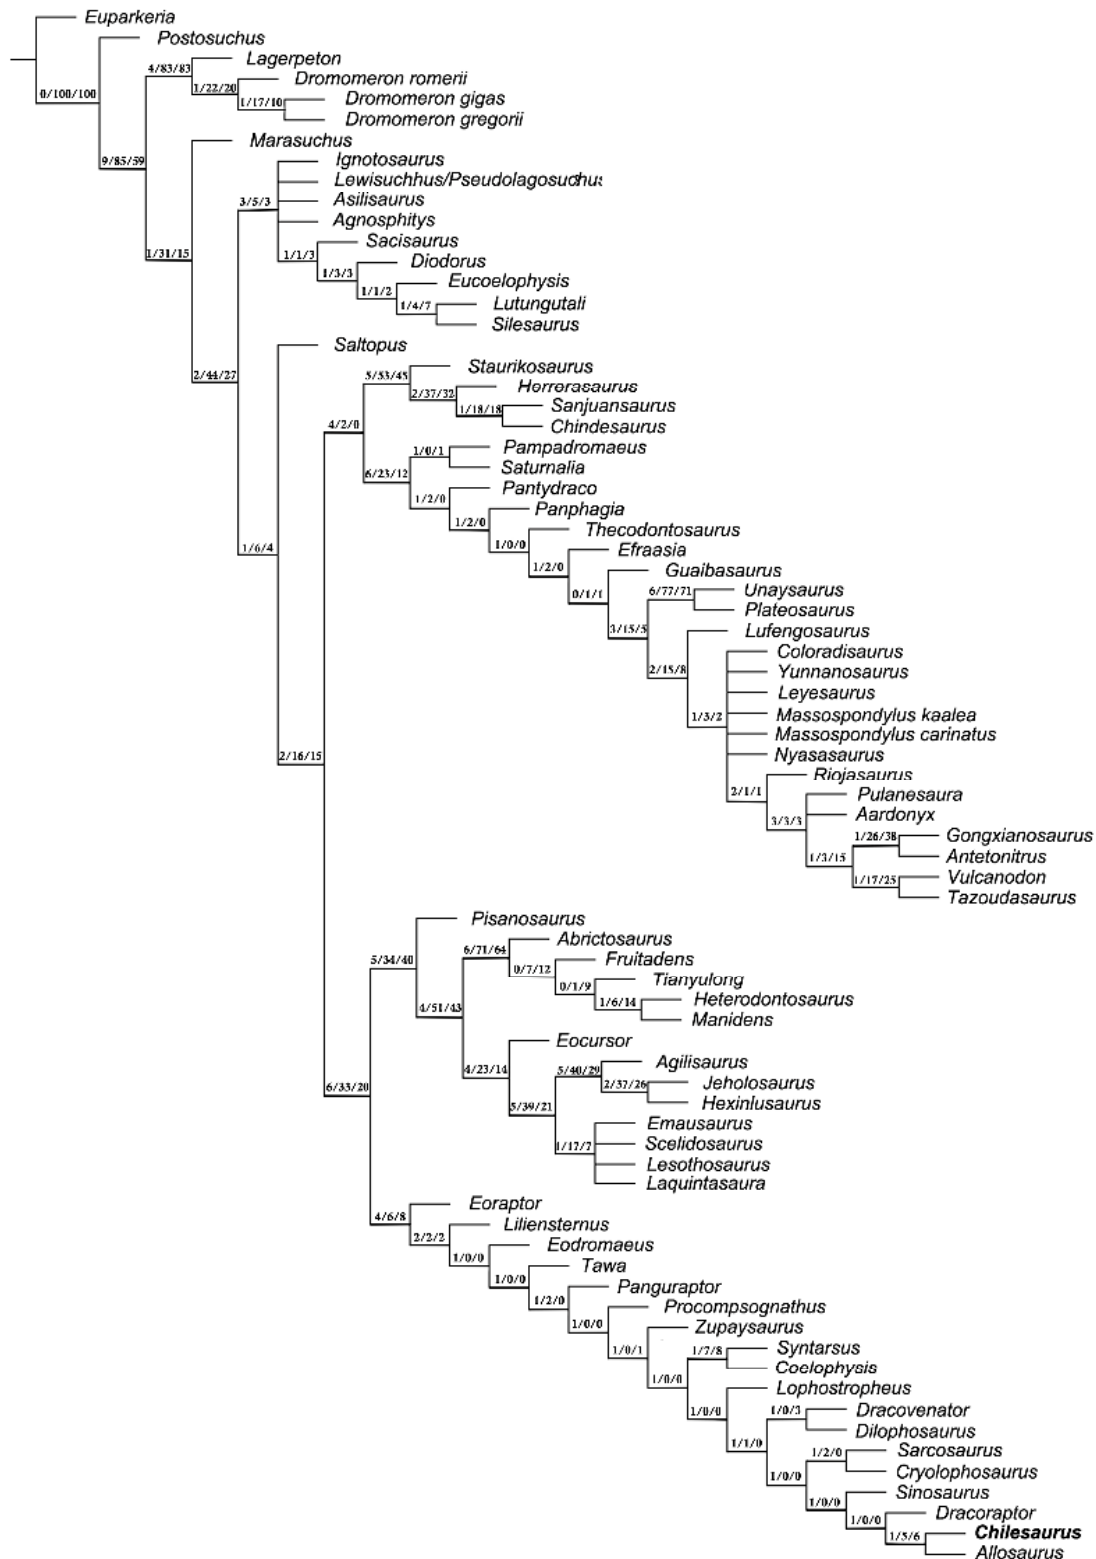 Euparkeria
Postosuchus
Lagerpeton
4/83/83
Dromomeron romerii
1/22/20
0/100/100
Dromomeron gigas
1/17/10
Dromomeron gregorii
Marasuchus
9/85/59
Ignotosaurus
Lewisuchhus/Pseudolagosuchus
3/5/3
Asilisaurus
Agnosphitys
Sacisaurus
1/31/15
1/1/3
Diodorus
1/3/3
Eucoelophysis
1/1/2
Lutungutali
1/4/7
Silesaurus
Saltopus
Staurikosaurus
2/44/27
5/53/45
Herrerasaurus
2/37/32
Sanjuansaurus
1/18/18
Chindesaurus
4/2/0
Pampadromaeus
1/0/1
Saturnalia
6/23/12
Pantydraco
1/2/0
Panphagia
1/2/0
Thecodontosaurus
1/0/0
Efraasia
1/6/4
1/2/0
Guaibasaurus
0/1/1
Unaysaurus
6/77/71
Plateosaurus
3/15/5
Lufengosaurus
Coloradisaurus
2/15/8
Yunnanosaurus
Leyesaurus
Massospondylus kaalea
1/3/2
Massospondylus carinatus
Nyasasaurus
2/16/15
Riojasaurus
2/1/1
Pulanesaura
Aardonyx
3/3/3
Gongxianosaurus
1/26/38
Antetonitrus
1/3/15
Vulcanodon
1/17/25
Tazoudasaurus
Pisanosaurus
Abrictosaurus
6/71/64
Fruitadens
5/34/40
0/7/12
Tianyulong
0/1/9
Heterodontosaurus
1/6/14
Manidens
4/51/43
Eocursor
Agilisaurus
4/23/14
5/40/29
Jeholosaurus
2/37/26
Hexinlusaurus
6/33/20
5/39/21
Emausaurus
Scelidosaurus
1/17/7
Lesothosaurus
Laquintasaura
Eoraptor
4/6/8
Liliensternus
2/2/2
Eodromaeus
1/0/0
Tawa
1/0/0
Panguraptor
1/2/0
Procompsognathus
1/0/0
Zupaysaurus
1/0/1
Syntarsus
1/7/8
Coelophysis
1/0/0
Lophostropheus
1/0/0
Dracovenator
1/0/3
Dilophosaurus
1/1/0
Sarcosaurus
1/2/0
Cryolophosaurus
1/0/0
Sinosaurus
1/0/0
Dracoraptor
1/0/0
Chilesaurus
1/5/6
Allosaurus